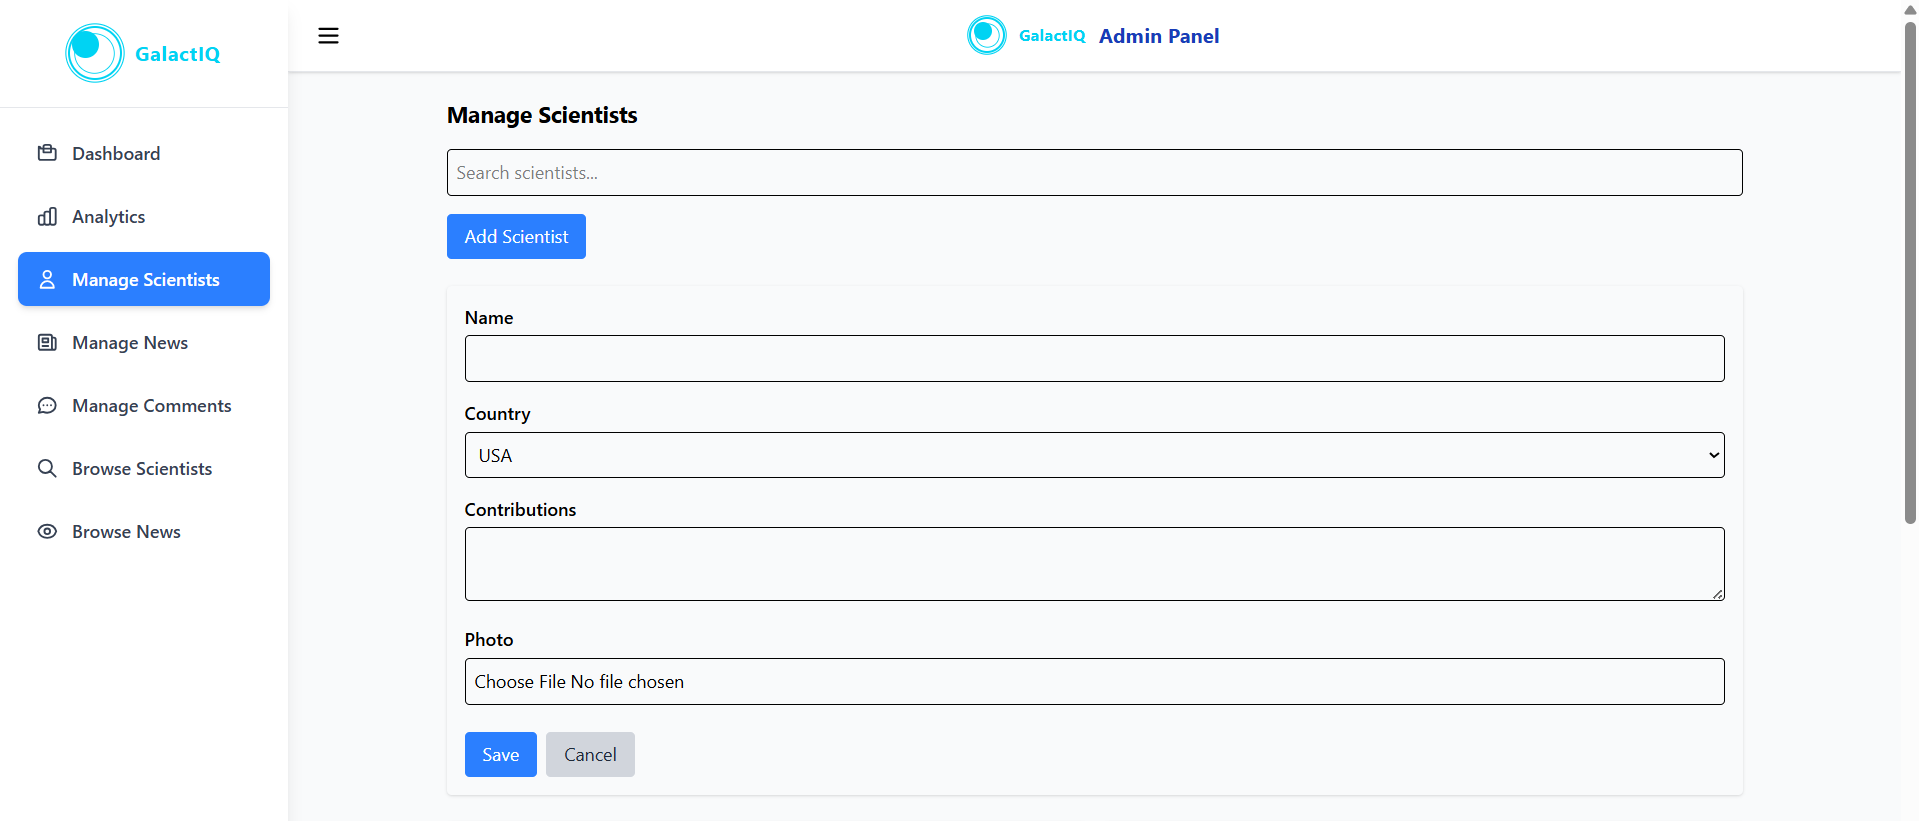 GalactIQ
Dashboard
Analytics
Manage Scientists
Manage News
Manage Comments
Browse Scientists
Browse News
GalactIQ Admin Panel
Manage Scientists
Search scientists...
Add Scientist
Name
Country
USA
Contributions
Photo
Choose File No file chosen
Save Cancel